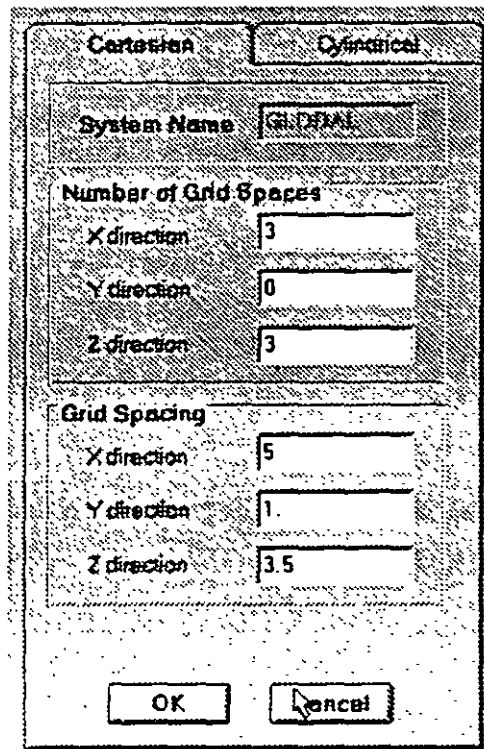 Cartesian Cylindrical
System Name GLOBAL
Number of Grid Spaces
X direction 3
Y direction 0
Z direction 3
Grid Spacing
X direction 5
Y direction 1.
Z direction 3.5
OK Cancel